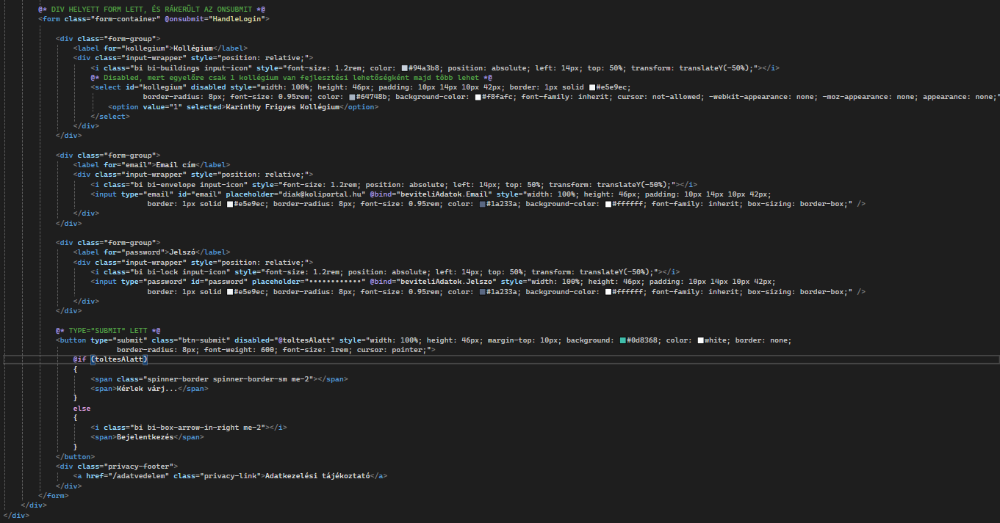 @* DIV HELYETT FORM LETT, ÉS RÁKERÜLT AZ ONSUBMIT *@
<form class="form-container" @onsubmit="HandleLogin">
<div class="form-group">
<label for="kollegium">Kollégium</label>
<div class="input-wrapper" style="position: relative;">
<i class="bi bi-buildings input-icon" style="font-size: 1.2rem; color: #94a3b8; position: absolute; left: 14px; top: 50%; transform: translateY(-50%);"></i>
@* Disabled, mert egyelőre csak 1 kollégium van fejlesztési lehetőségként majd több lehet *@
<select id="kollegium" disabled style="width: 100%; height: 46px; padding: 10px 14px 10px 42px; border: 1px solid #e5e9ec;
border-radius: 8px; font-size: 0.95rem; color: #64748b; background-color: #f8fafc; font-family: inherit; cursor: not-allowed; -webkit-appearance: none; -moz-appearance: none; appearance: none;"
<option value="1" selected>Karinthy Frigyes Kollégium</option>
</select>
</div>
</div>
<div class="form-group">
<label for="email">Email cím</label>
<div class="input-wrapper" style="position: relative;">
<i class="bi bi-envelope input-icon" style="font-size: 1.2rem; position: absolute; left: 14px; top: 50%; transform: translateY(-50%);"></i>
<input type="email" id="email" placeholder="diak@koliportal.hu" @bind="beviteliAdatok.Email" style="width: 100%; height: 46px; padding: 10px 14px 10px 42px;
border: 1px solid #e5e9ec; border-radius: 8px; font-size: 0.95rem; color: #1a233a; background-color: #ffffff; font-family: inherit; box-sizing: border-box;" />
</div>
</div>
<div class="form-group">
<label for="password">Jelszó</label>
<div class="input-wrapper" style="position: relative;">
<i class="bi bi-lock input-icon" style="font-size: 1.2rem; position: absolute; left: 14px; top: 50%; transform: translateY(-50%);"></i>
<input type="password" id="password" placeholder="••••••••••••" @bind="beviteliAdatok.Jelszo" style="width: 100%; height: 46px; padding: 10px 14px 10px 42px;
border: 1px solid #e5e9ec; border-radius: 8px; font-size: 0.95rem; color: #1a233a; background-color: #ffffff; font-family: inherit; box-sizing: border-box;" />
</div>
</div>
@* TYPE="SUBMIT" LETT *@
<button type="submit" class="btn-submit" disabled="@toltesAlatt" style="width: 100%; height: 46px; margin-top: 10px; background: #0d8368; color: white; border: none;
border-radius: 8px; font-weight: 600; font-size: 1rem; cursor: pointer;">
@if (toltesAlatt)
{
<span class="spinner-border spinner-border-sm me-2"></span>
<span>Kérlek várj...</span>
}
else
{
<i class="bi bi-box-arrow-in-right me-2"></i>
<span>Bejelentkezés</span>
}
</button>
<div class="privacy-footer">
<a href="/adatvedelem" class="privacy-link">Adatkezelési tájékoztató</a>
</div>
</form>
</div>
</div>